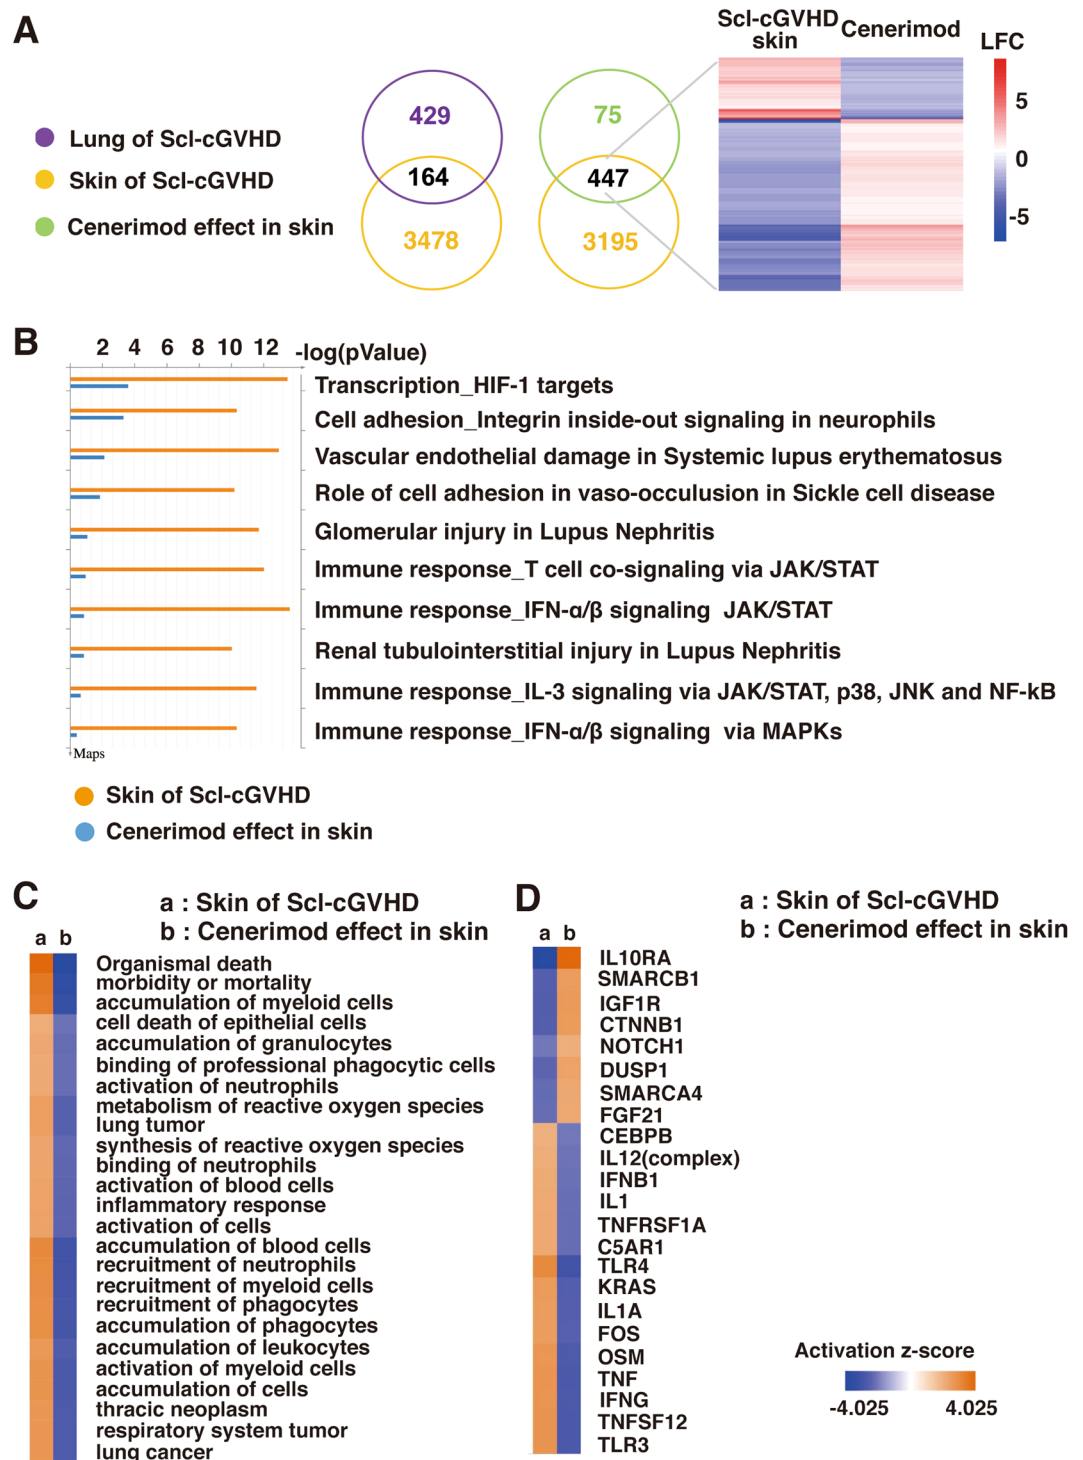 A
Scl-cGVHD
skin
Cenerimod
LFC
5
0
-5
Lung of Scl-cGVHD
Skin of Scl-cGVHD
Cenerimod effect in skin
429
164
3478
75
447
3195
B
2 4 6 8 10 12 -log(pValue)
Transcription_HIF-1 targets
Cell adhesion_Integrin inside-out signaling in neurophils
Vascular endothelial damage in Systemic lupus erythematosus
Role of cell adhesion in vaso-occulusion in Sickle cell disease
Glomerular injury in Lupus Nephritis
Immune response_T cell co-signaling via JAK/STAT
Immune response_IFN-α/β signaling JAK/STAT
Renal tubulointerstitial injury in Lupus Nephritis
Immune response_IL-3 signaling via JAK/STAT, p38, JNK and NF-kB
Immune response_IFN-α/β signaling via MAPKs
Maps
Skin of Scl-cGVHD
Cenerimod effect in skin
C
a : Skin of Scl-cGVHD
b : Cenerimod effect in skin
a b
Organismal death
morbidity or mortality
accumulation of myeloid cells
cell death of epithelial cells
accumulation of granulocytes
binding of professional phagocytic cells
activation of neutrophils
metabolism of reactive oxygen species
lung tumor
synthesis of reactive oxygen species
binding of neutrophils
activation of blood cells
inflammatory response
activation of cells
accumulation of blood cells
recruitment of neutrophils
recruitment of myeloid cells
recruitment of phagocytes
accumulation of phagocytes
accumulation of leukocytes
activation of myeloid cells
accumulation of cells
thracic neoplasm
respiratory system tumor
lung cancer
D
a : Skin of Scl-cGVHD
b : Cenerimod effect in skin
a b
IL10RA
SMARCB1
IGF1R
CTNNB1
NOTCH1
DUSP1
SMARCA4
FGF21
CEBPB
IL12(complex)
IFNB1
IL1
TNFRSF1A
C5AR1
TLR4
KRAS
IL1A
FOS
OSM
TNF
IFNG
TNFSF12
TLR3
Activation z-score
-4.025 4.025